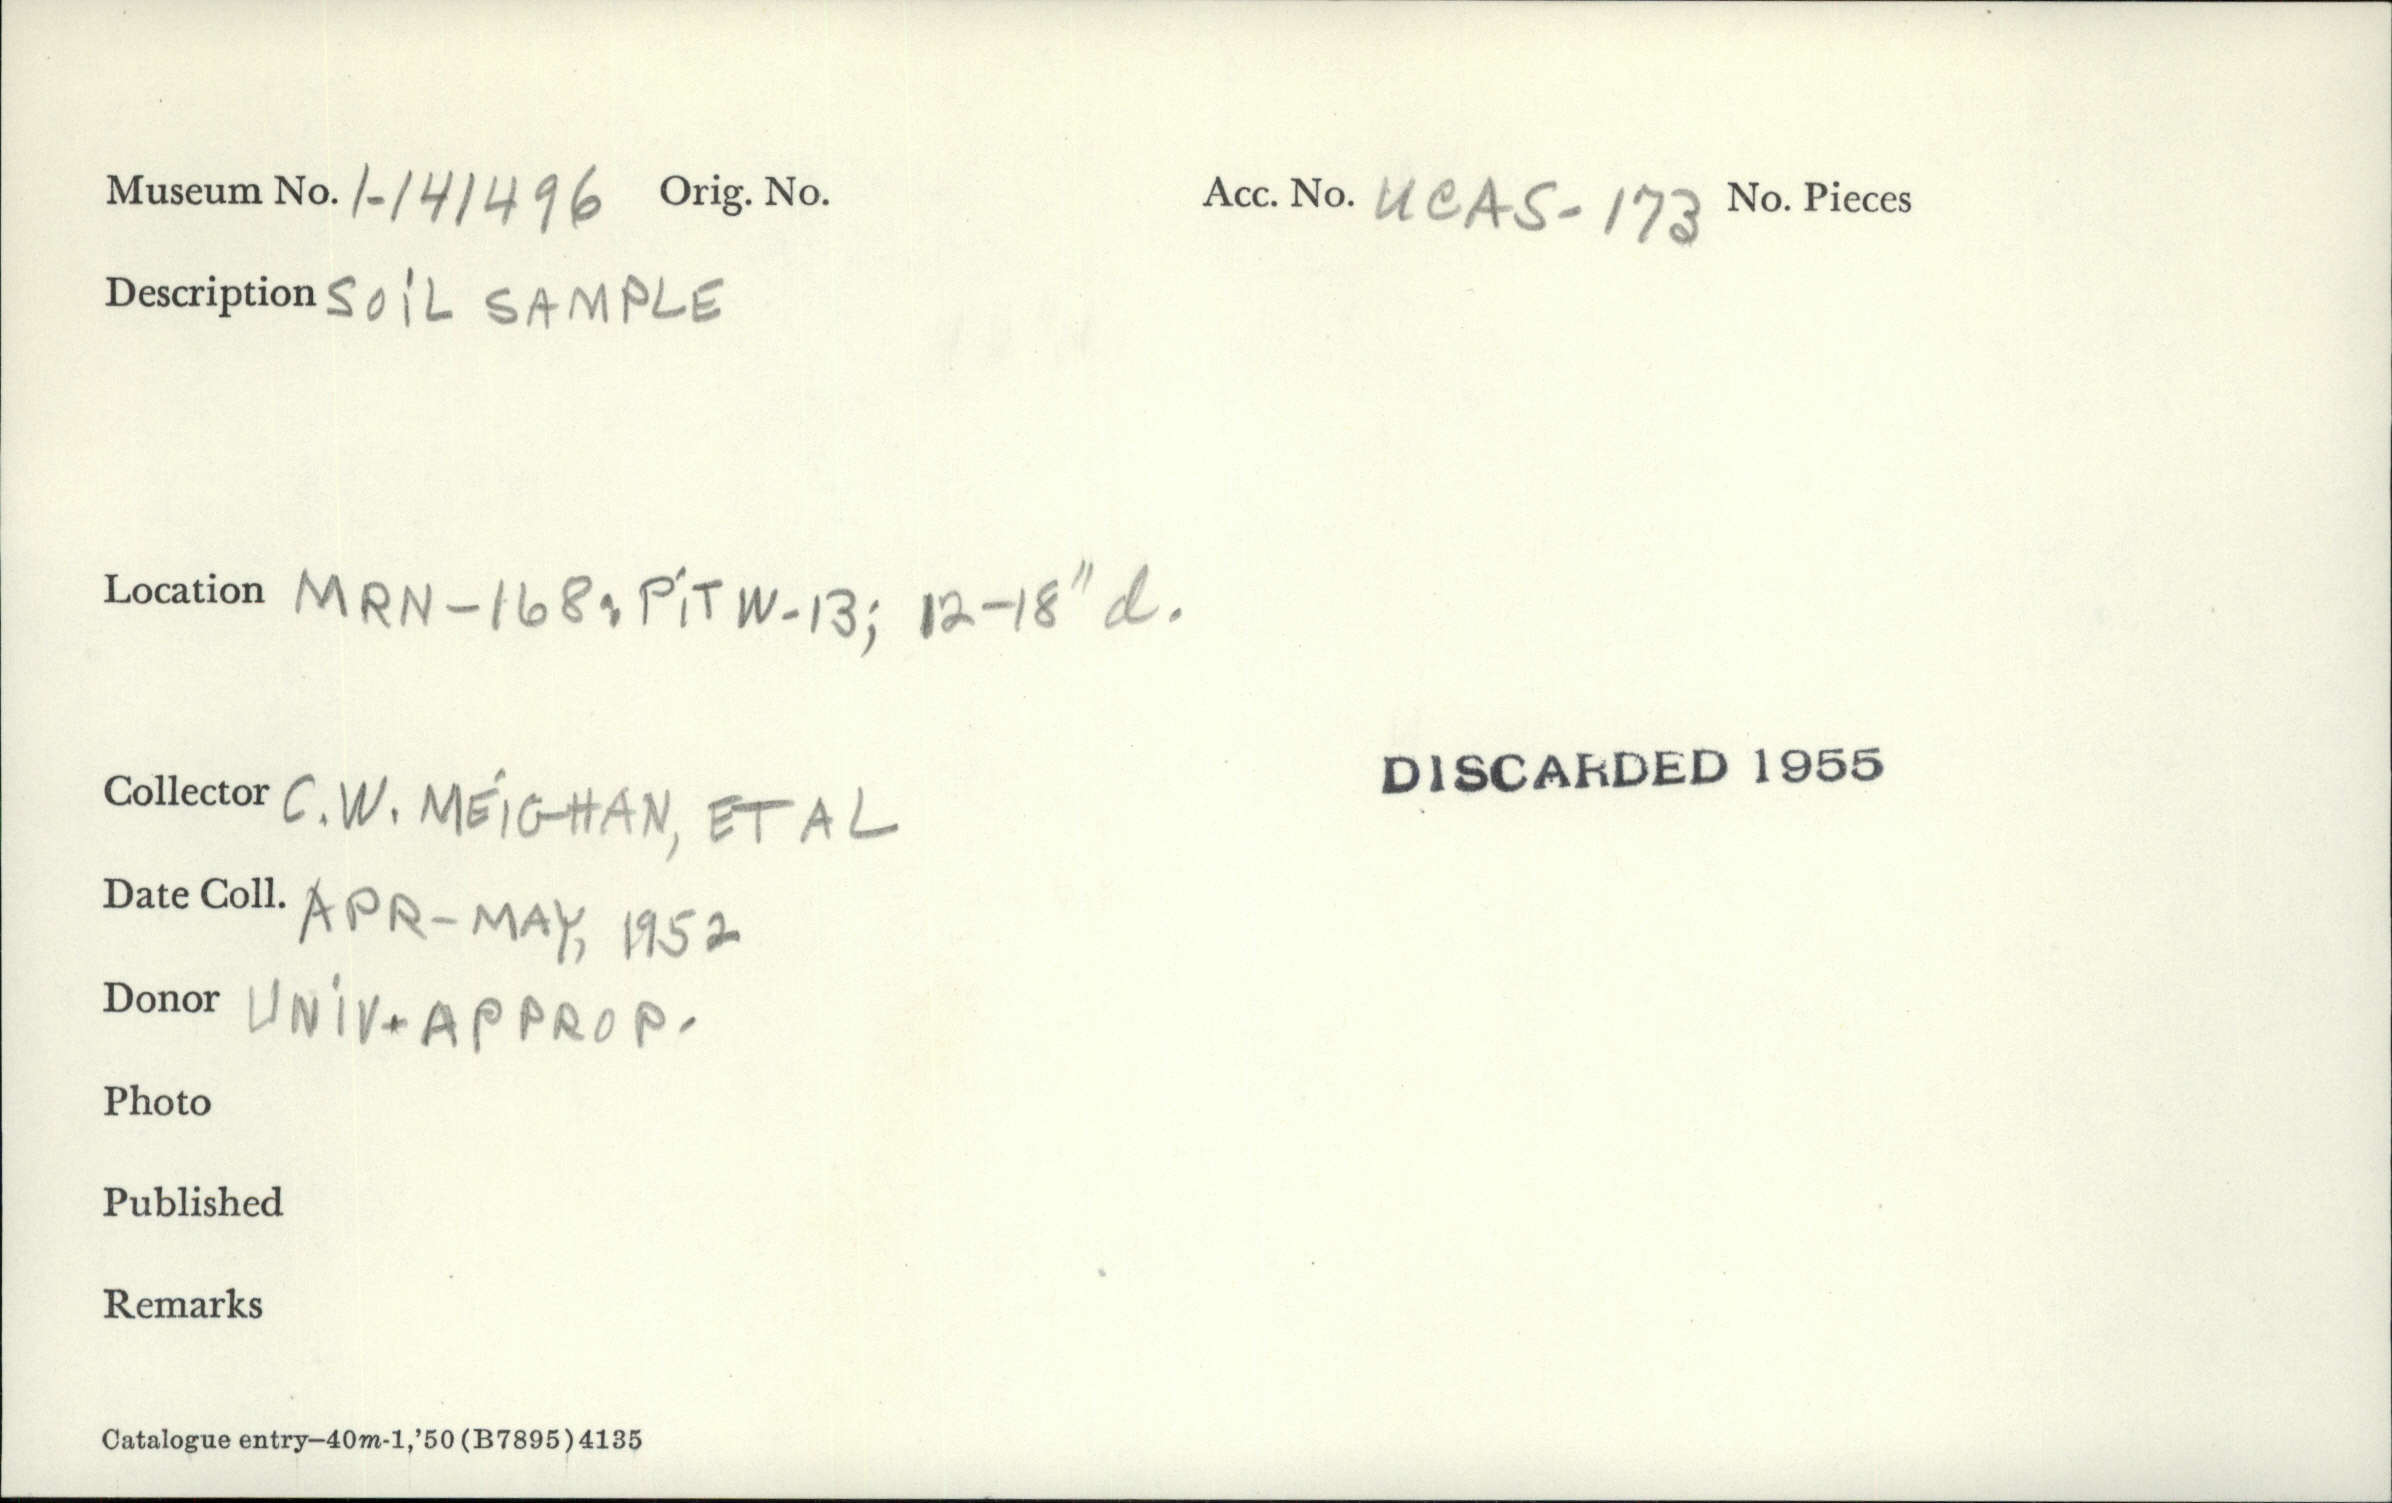 Museum No. 1-141496 Orig. No. Acc. No. UCAS-173 No. Pieces
Description SOiL SAMPLE
Location MRN-168; PiT W-13; 12-18" d.
DISCARDED 1955
Collector C.W. MEiGHAN, ET AL
Date Coll. APR-MAY, 1952
Donor UNiV. APPROP.
Photo
Published
Remarks
Catalogue entry—40m-1,'50(B7895)4135